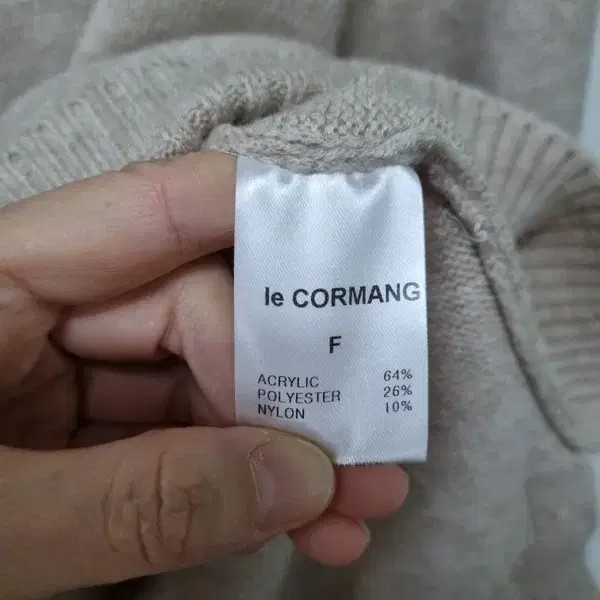 le CORMANG
F
ACRYLIC 64%
POLYESTER 26%
NYLON 10%